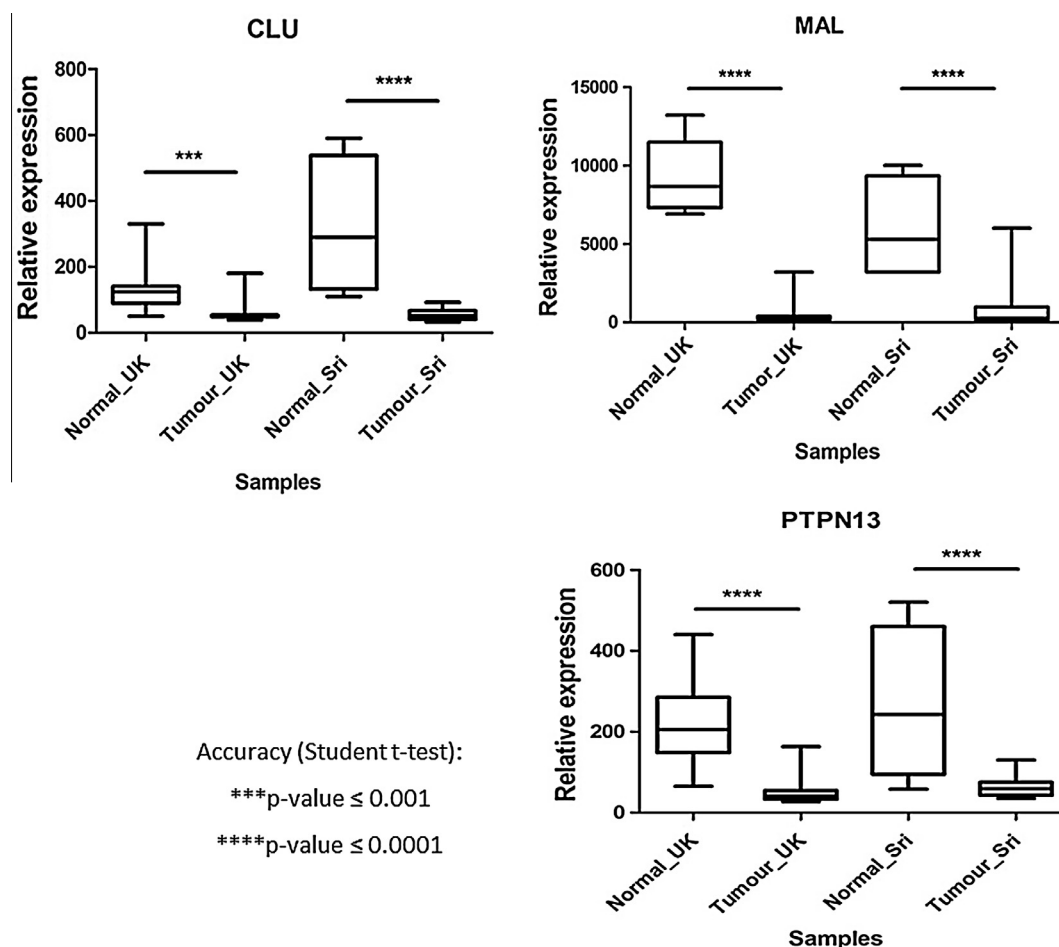 CLU
800
600
400
200
0
Relative expression
***
****
Normal_UK
Tumour_UK
Normal_Sri
Tumour_Sri
Samples
MAL
15000
10000
5000
0
Relative expression
****
****
Normal_UK
Tumor_UK
Normal_Sri
Tumour_Sri
Samples
PTPN13
600
400
200
0
Relative expression
****
****
Normal_UK
Tumour_UK
Normal_Sri
Tumour_Sri
Samples
Accuracy (Student t-test):
***p-value ≤ 0.001
****p-value ≤ 0.0001